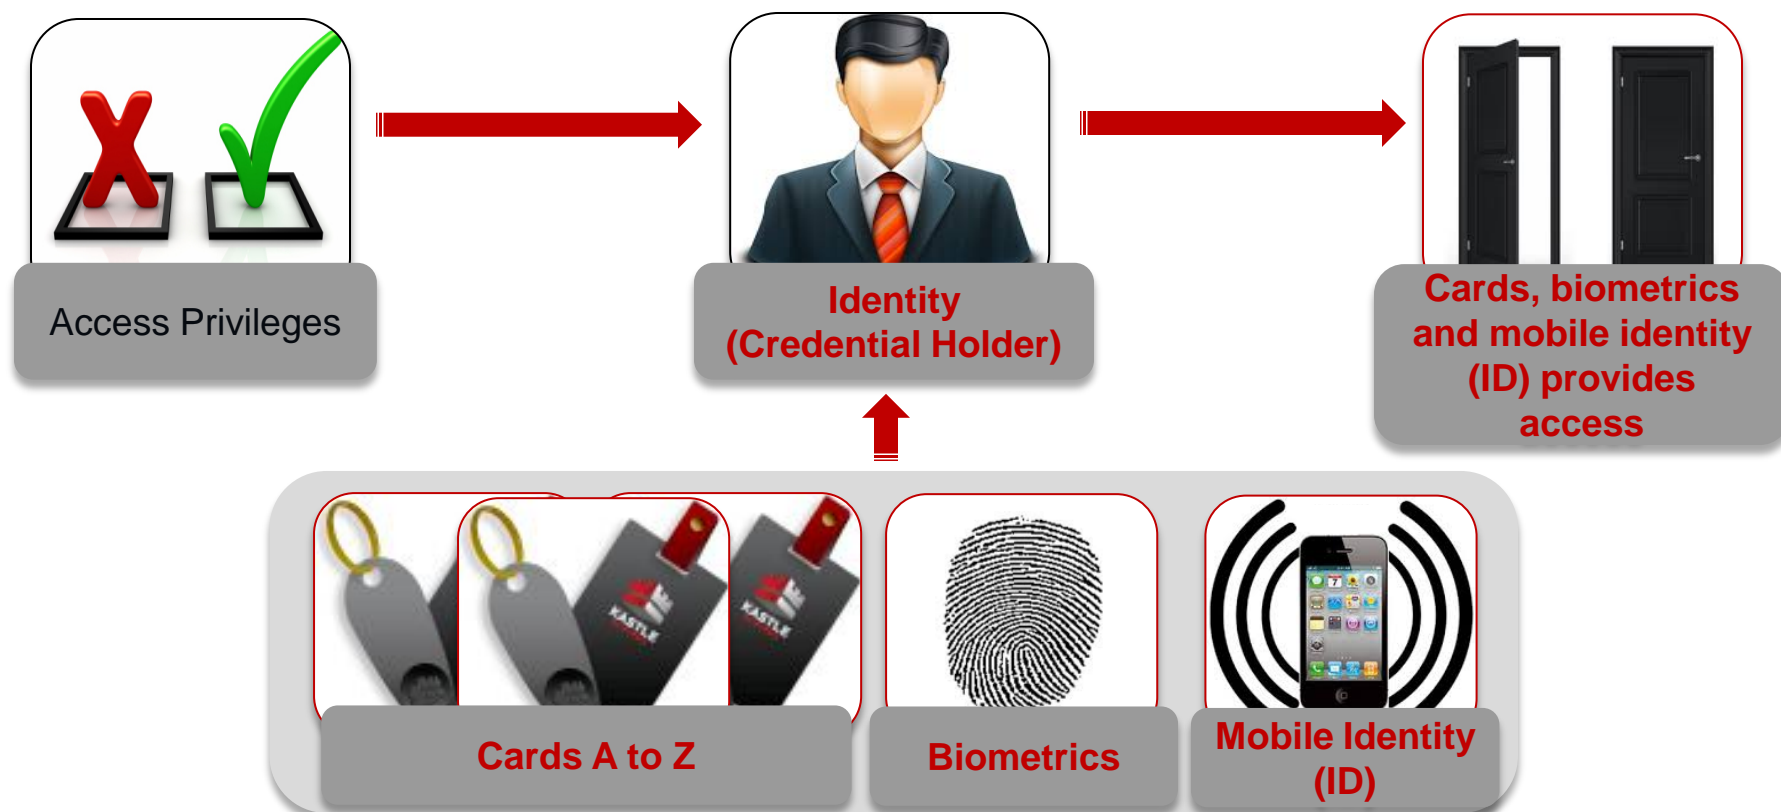 Access Privileges
Identity
(Credential Holder)
Cards, biometrics
and mobile identity
(ID) provides
access
KASTLE
KASTLE
Cards A to Z
Biometrics
Mobile Identity
(ID)